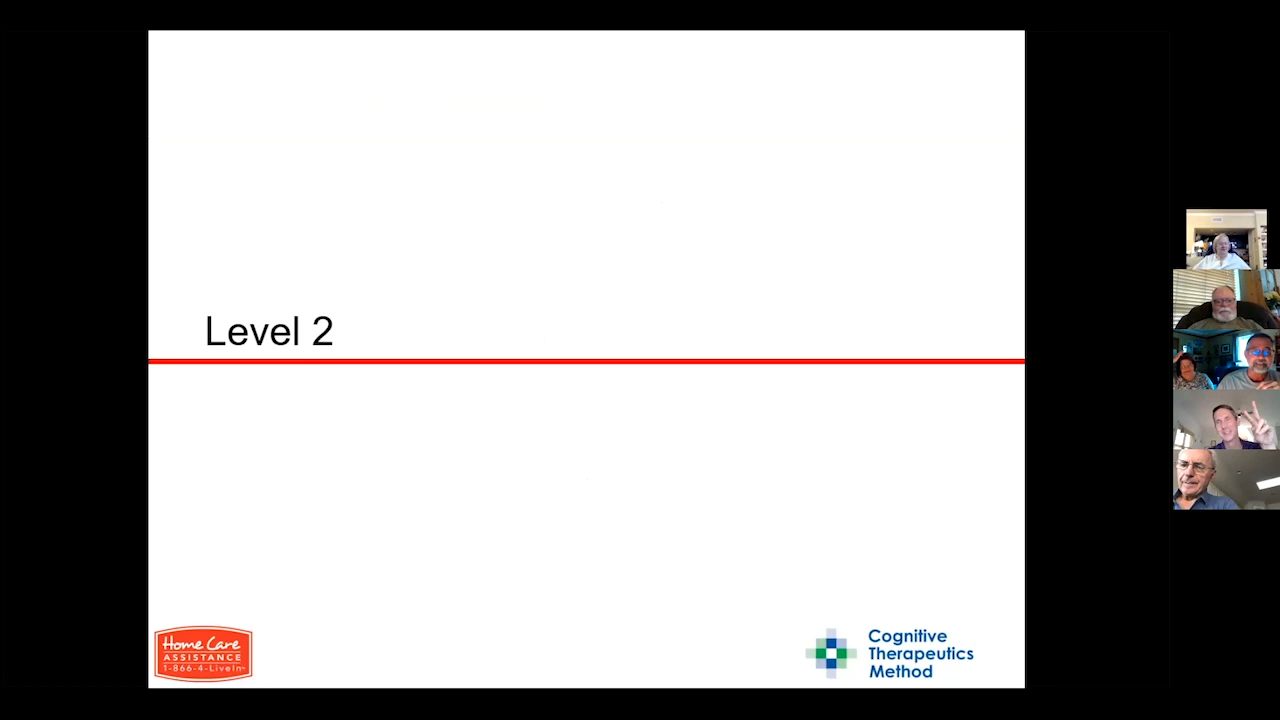 Level 2
Home Care
ASSISTANCE
1-866-4-LiveIn
Cognitive
Therapeutics
Method